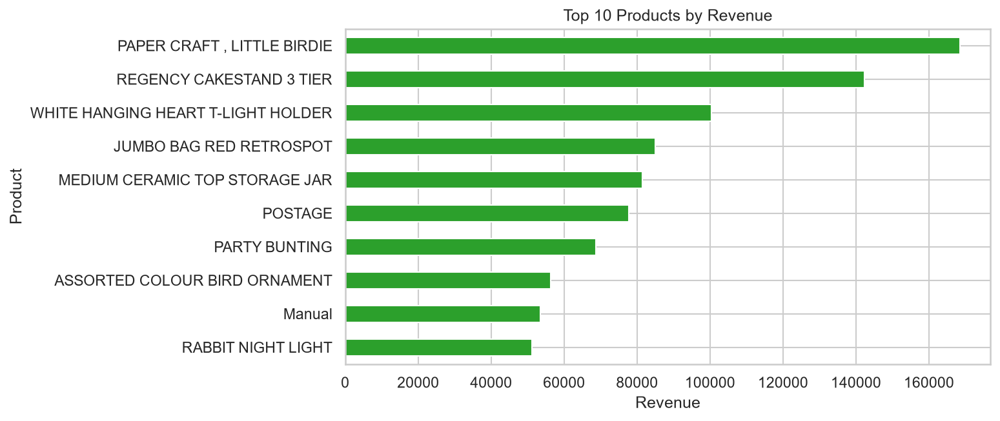 Top 10 Products by Revenue
Product
PAPER CRAFT , LITTLE BIRDIE
REGENCY CAKESTAND 3 TIER
WHITE HANGING HEART T-LIGHT HOLDER
JUMBO BAG RED RETROSPOT
MEDIUM CERAMIC TOP STORAGE JAR
POSTAGE
PARTY BUNTING
ASSORTED COLOUR BIRD ORNAMENT
Manual
RABBIT NIGHT LIGHT
0 20000 40000 60000 80000 100000 120000 140000 160000
Revenue